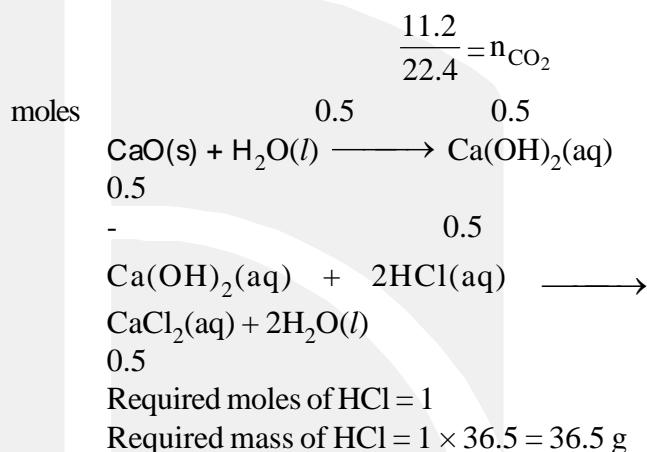 11.2/22.4 = n_CO₂
moles 0.5 0.5
CaO(s) + H₂O(l) ⟶ Ca(OH)₂(aq)
0.5
- 0.5
Ca(OH)₂(aq) + 2HCl(aq) ⟶
CaCl₂(aq) + 2H₂O(l)
0.5
Required moles of HCl = 1
Required mass of HCl = 1 × 36.5 = 36.5 g